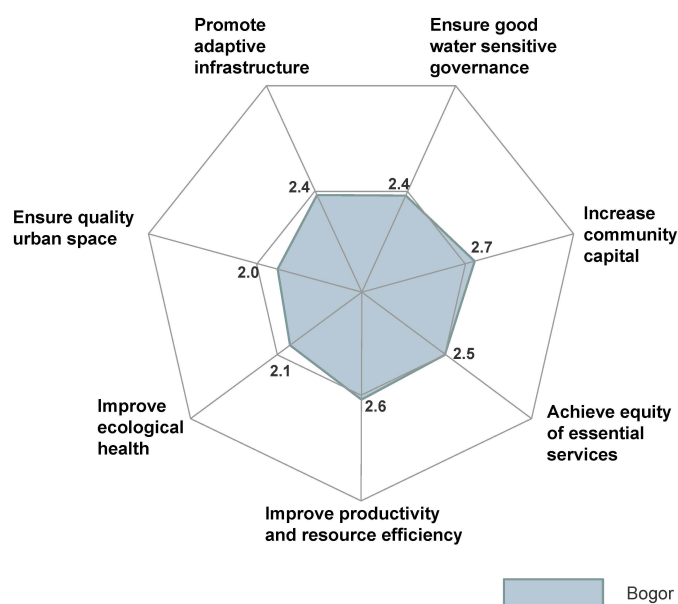 Promote
adaptive
infrastructure
Ensure good
water sensitive
governance
2.4
2.4
Increase
community
capital
2.7
Ensure quality
urban space
2.0
2.5
2.1
2.6
Improve
ecological
health
Achieve equity
of essential
services
Improve productivity
and resource efficiency
Bogor